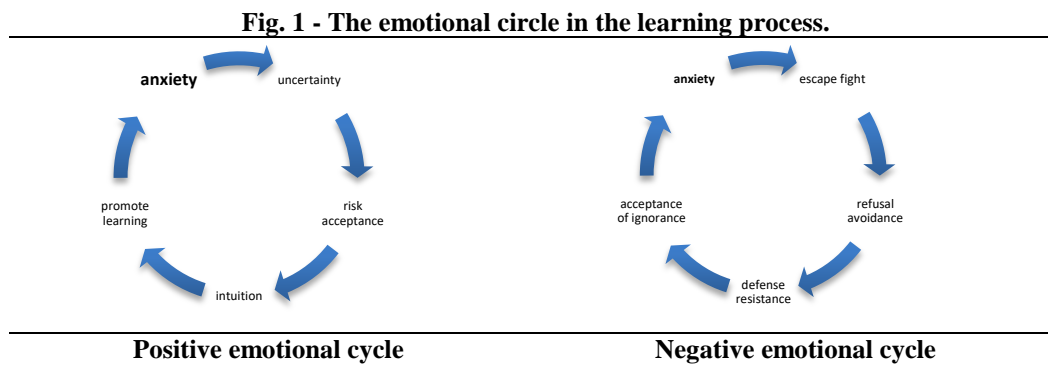 Fig. 1 - The emotional circle in the learning process.
anxiety
uncertainty
risk
acceptance
intuition
promote
learning
anxiety
escape fight
refusal
avoidance
defense
resistance
acceptance
of ignorance
Positive emotional cycle
Negative emotional cycle